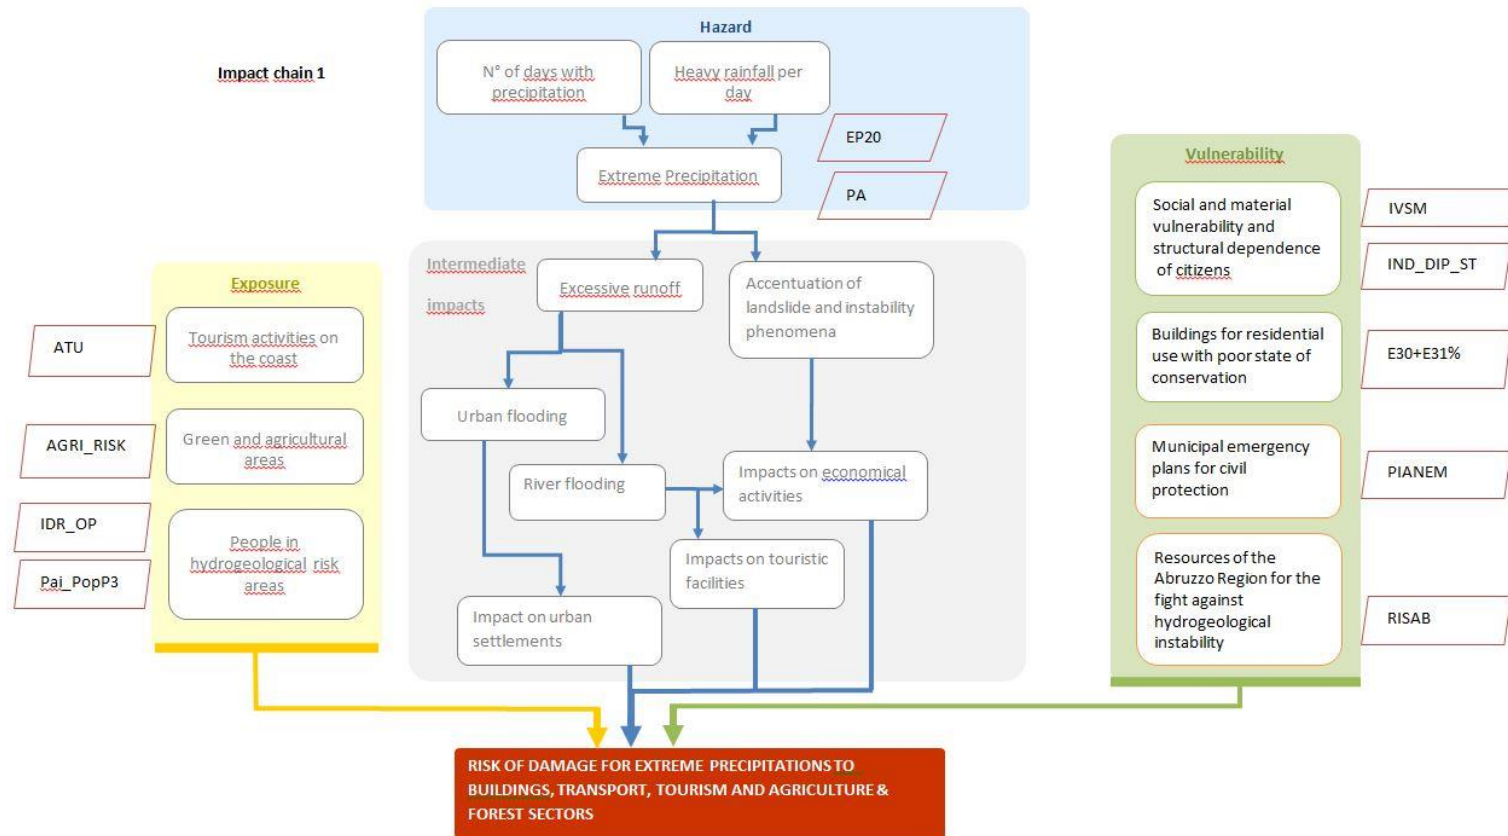 Impact chain 1
Hazard
N° of days with
precipitation
Heavy rainfall per
day
Extreme Precipitation
EP20
PA
Intermediate
impacts
Excessive runoff
Accentuation of
landslide and instability
phenomena
Urban flooding
River flooding
Impacts on economical
activities
Impacts on touristic
facilities
Impact on urban
settlements
Exposure
Tourism activities on
the coast
Green and agricultural
areas
People in
hydrogeological risk
areas
ATU
AGRI_RISK
IDR_OP
Pai_PopP3
Vulnerability
Social and material
vulnerability and
structural dependence
of citizens
Buildings for residential
use with poor state of
conservation
Municipal emergency
plans for civil
protection
Resources of the
Abruzzo Region for the
fight against
hydrogeological
instability
IVSM
IND_DIP_ST
E30+E31%
PIANEM
RISAB
RISK OF DAMAGE FOR EXTREME PRECIPITATIONS TO
BUILDINGS, TRANSPORT, TOURISM AND AGRICULTURE &
FOREST SECTORS